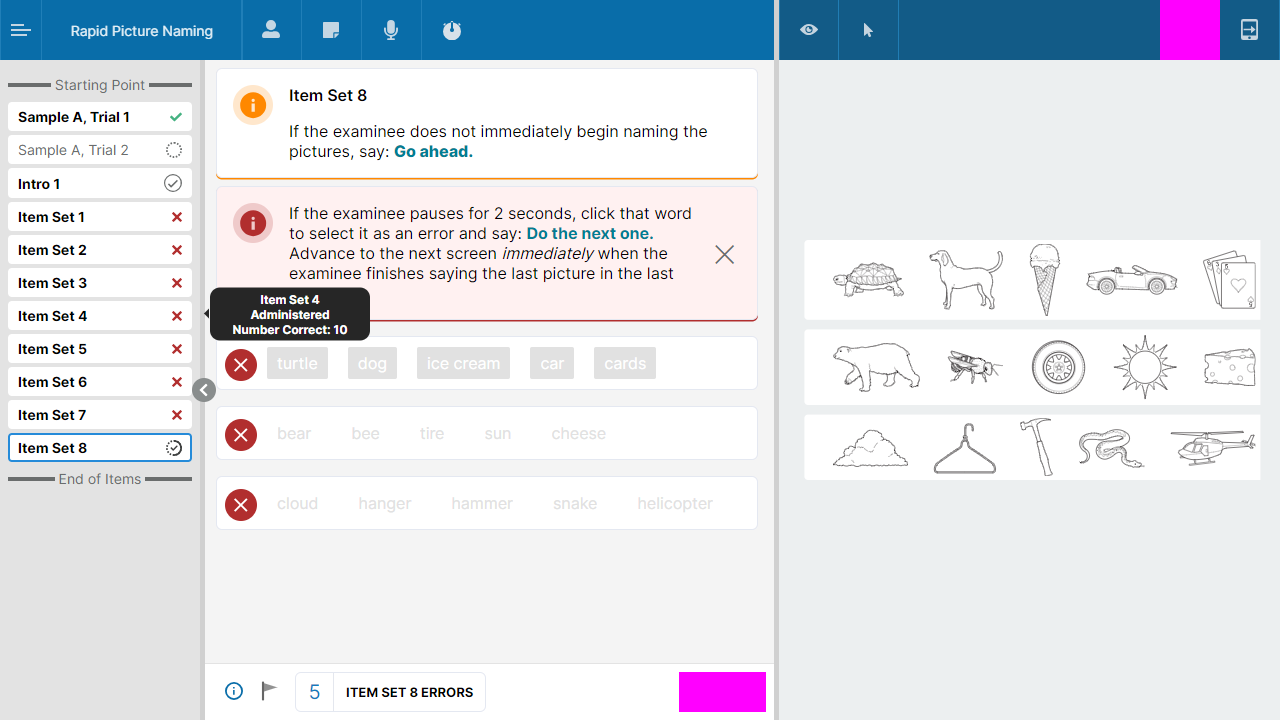 Rapid Picture Naming
Starting Point
Sample A, Trial 1
Sample A, Trial 2
Intro 1
Item Set 1
Item Set 2
Item Set 3
Item Set 4
Item Set 5
Item Set 6
Item Set 7
Item Set 8
End of Items
Item Set 8
If the examinee does not immediately begin naming the
pictures, say: Go ahead.
If the examinee pauses for 2 seconds, click that word
to select it as an error and say: Do the next one.
Advance to the next screen immediately when the
examinee finishes saying the last picture in the last
Item Set 4
Administered
Number Correct: 10
turtle dog ice cream car cards
bear bee tire sun cheese
cloud hanger hammer snake helicopter
5 ITEM SET 8 ERRORS